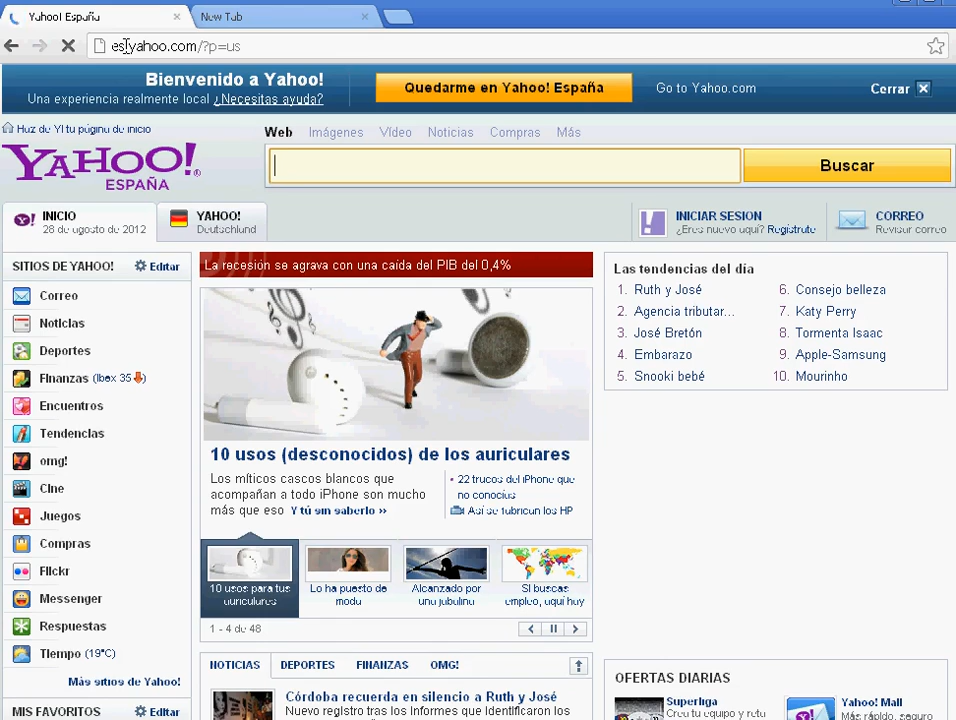 Yahoo! España
New Tab
es.yahoo.com/?p=us
Bienvenido a Yahoo!
Una experiencia realmente local ¿Necesitas ayuda?
Quedarme en Yahoo! España
Go to Yahoo.com
Cerrar
Haz de Y! tu página de inicio
YAHOO!
ESPAÑA
Web Imágenes Vídeo Noticias Compras Más
Buscar
INICIO
28 de agosto de 2012
YAHOO!
Deutschland
INICIAR SESION
¿Eres nuevo aquí? Regístrate
CORREO
Revisar correo
SITIOS DE YAHOO! Editar
Correo
Noticias
Deportes
Finanzas (Ibex 35)
Encuentros
Tendencias
omg!
Cine
Juegos
Compras
Flickr
Messenger
Respuestas
Tiempo (19°C)
Más sitios de Yahoo!
MIS FAVORITOS Editar
La recesión se agrava con una caída del PIB del 0,4%
10 usos (desconocidos) de los auriculares
Los míticos cascos blancos que
acompañan a todo iPhone son mucho
más que eso Y tú sin saberlo »
• 22 trucos del iPhone que
no conocías
Así se fabrican los HP
10 usos para tus
auriculares
Lo ha puesto de
moda
Alcanzado por
una jabalina
Si buscas
empleo, aquí hay
1 - 4 de 48
NOTICIAS DEPORTES FINANZAS OMG!
Córdoba recuerda en silencio a Ruth y José
Nuevo registro tras los informes que identificaron los
Las tendencias del día
1. Ruth y José
2. Agencia tributar...
3. José Bretón
4. Embarazo
5. Snooki bebé
6. Consejo belleza
7. Katy Perry
8. Tormenta Isaac
9. Apple-Samsung
10. Mourinho
OFERTAS DIARIAS
Superliga
Crea tu equipo y reta
Yahoo! Mail
Más rápido, seguro